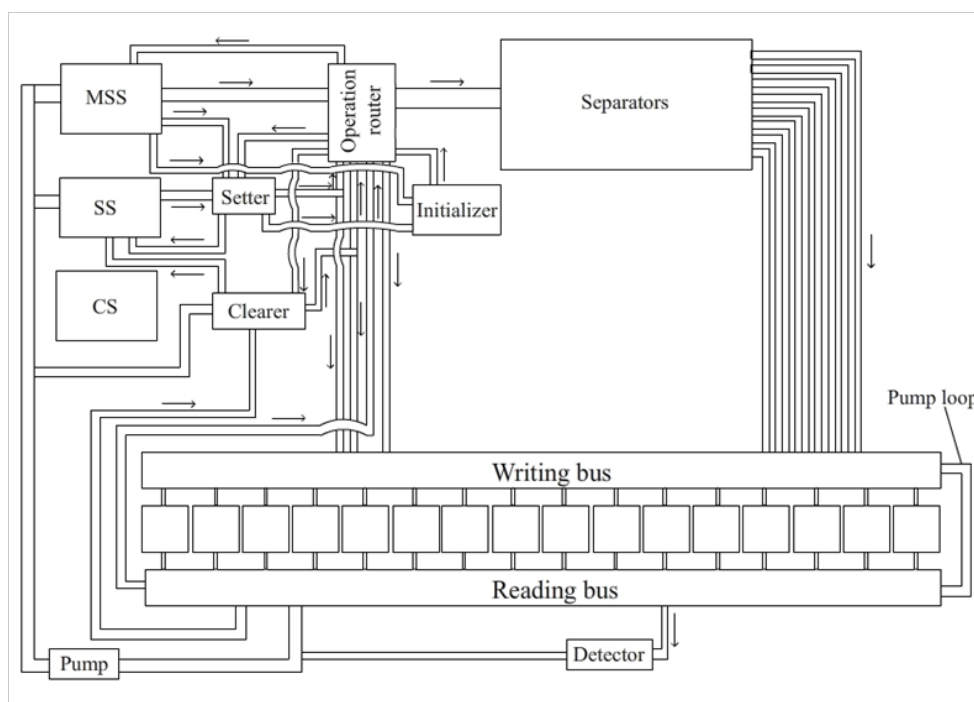 MSS
Operation
router
Separators
SS
Setter
Initializer
CS
Clearer
Pump loop
Writing bus
Reading bus
Pump
Detector